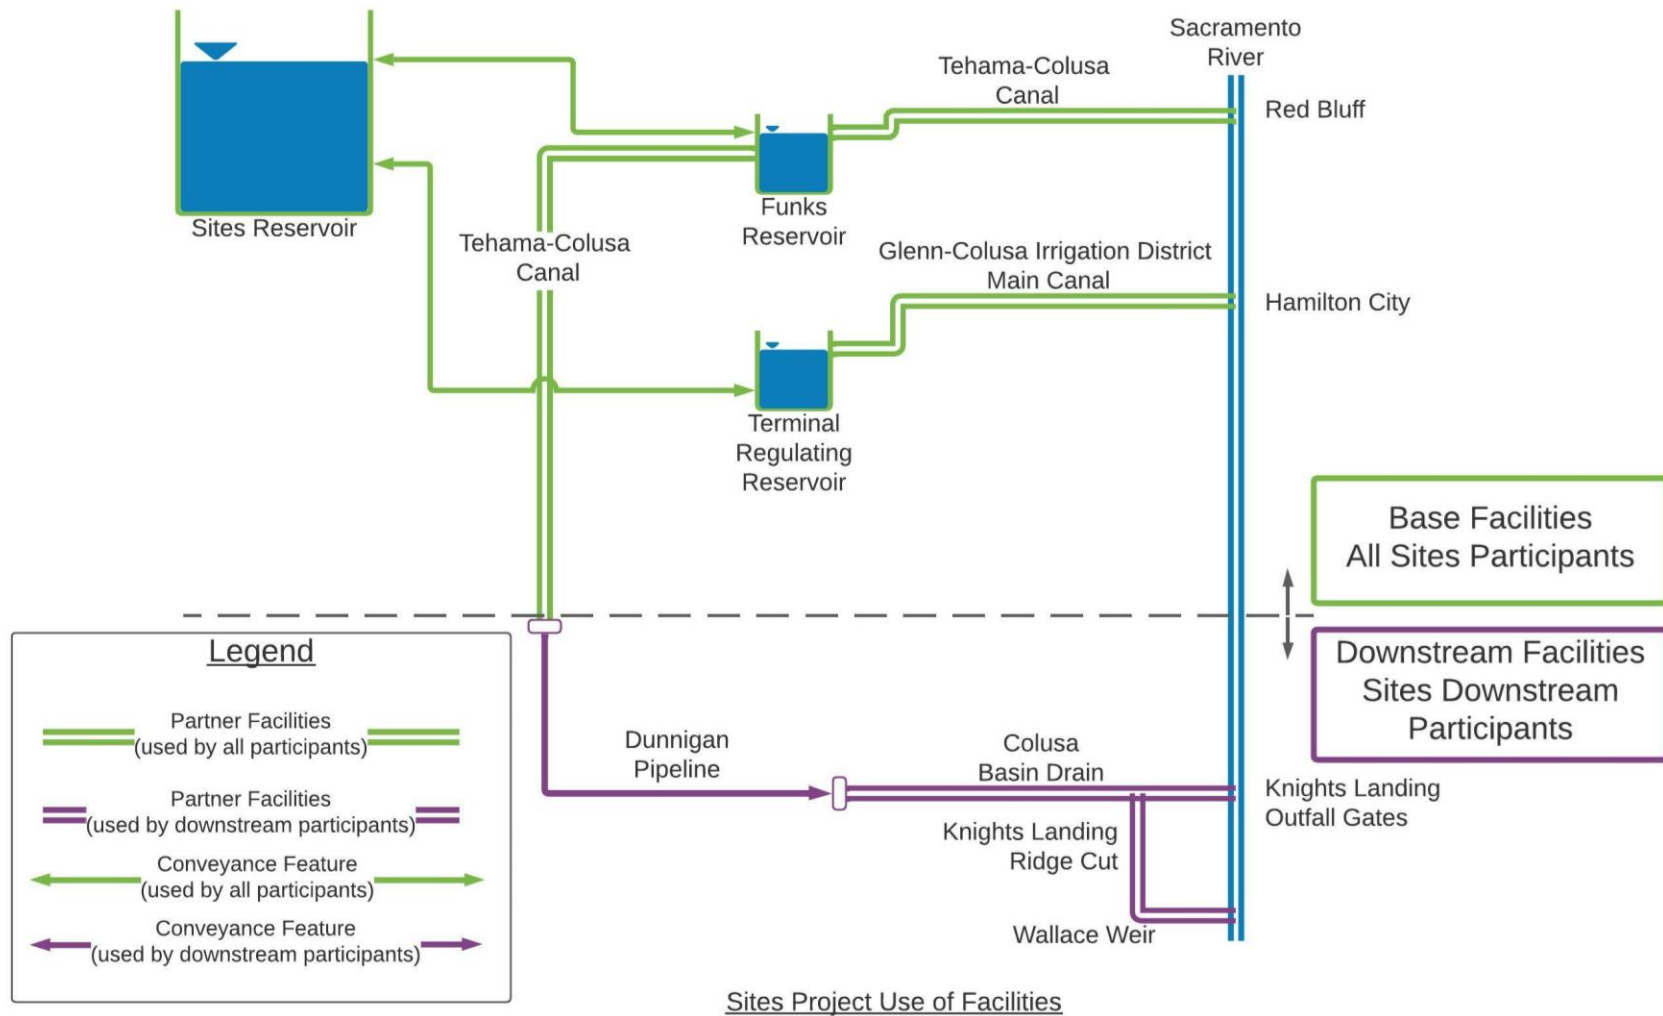 Sacramento
River
Tehama-Colusa
Canal
Red Bluff
Sites Reservoir
Funks
Reservoir
Tehama-Colusa
Canal
Glenn-Colusa Irrigation District
Main Canal
Hamilton City
Terminal
Regulating
Reservoir
Base Facilities
All Sites Participants
Downstream Facilities
Sites Downstream
Participants
Legend
Partner Facilities
(used by all participants)
Partner Facilities
(used by downstream participants)
Conveyance Feature
(used by all participants)
Conveyance Feature
(used by downstream participants)
Dunnigan
Pipeline
Colusa
Basin Drain
Knights Landing
Outfall Gates
Knights Landing
Ridge Cut
Wallace Weir
Sites Project Use of Facilities